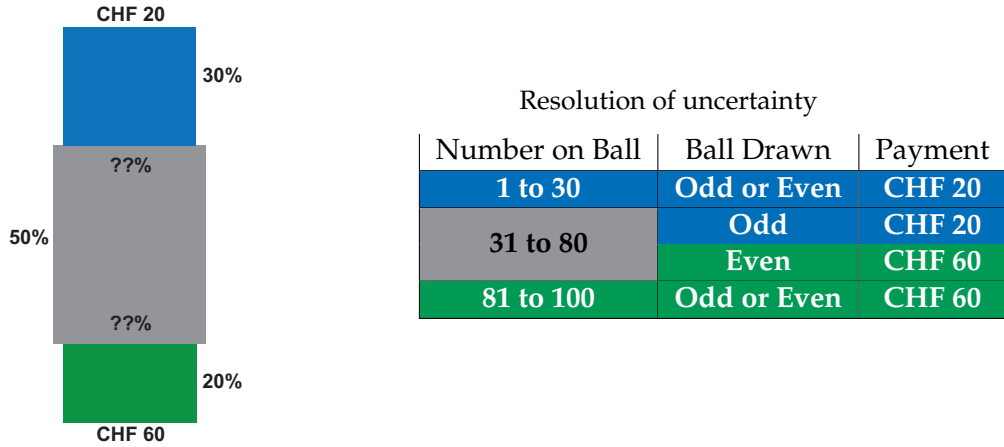 CHF 20
30%
??%
50%
??%
20%
CHF 60
Resolution of uncertainty
Number on Ball Ball Drawn Payment
1 to 30 Odd or Even CHF 20
31 to 80 Odd CHF 20
Even CHF 60
81 to 100 Odd or Even CHF 60